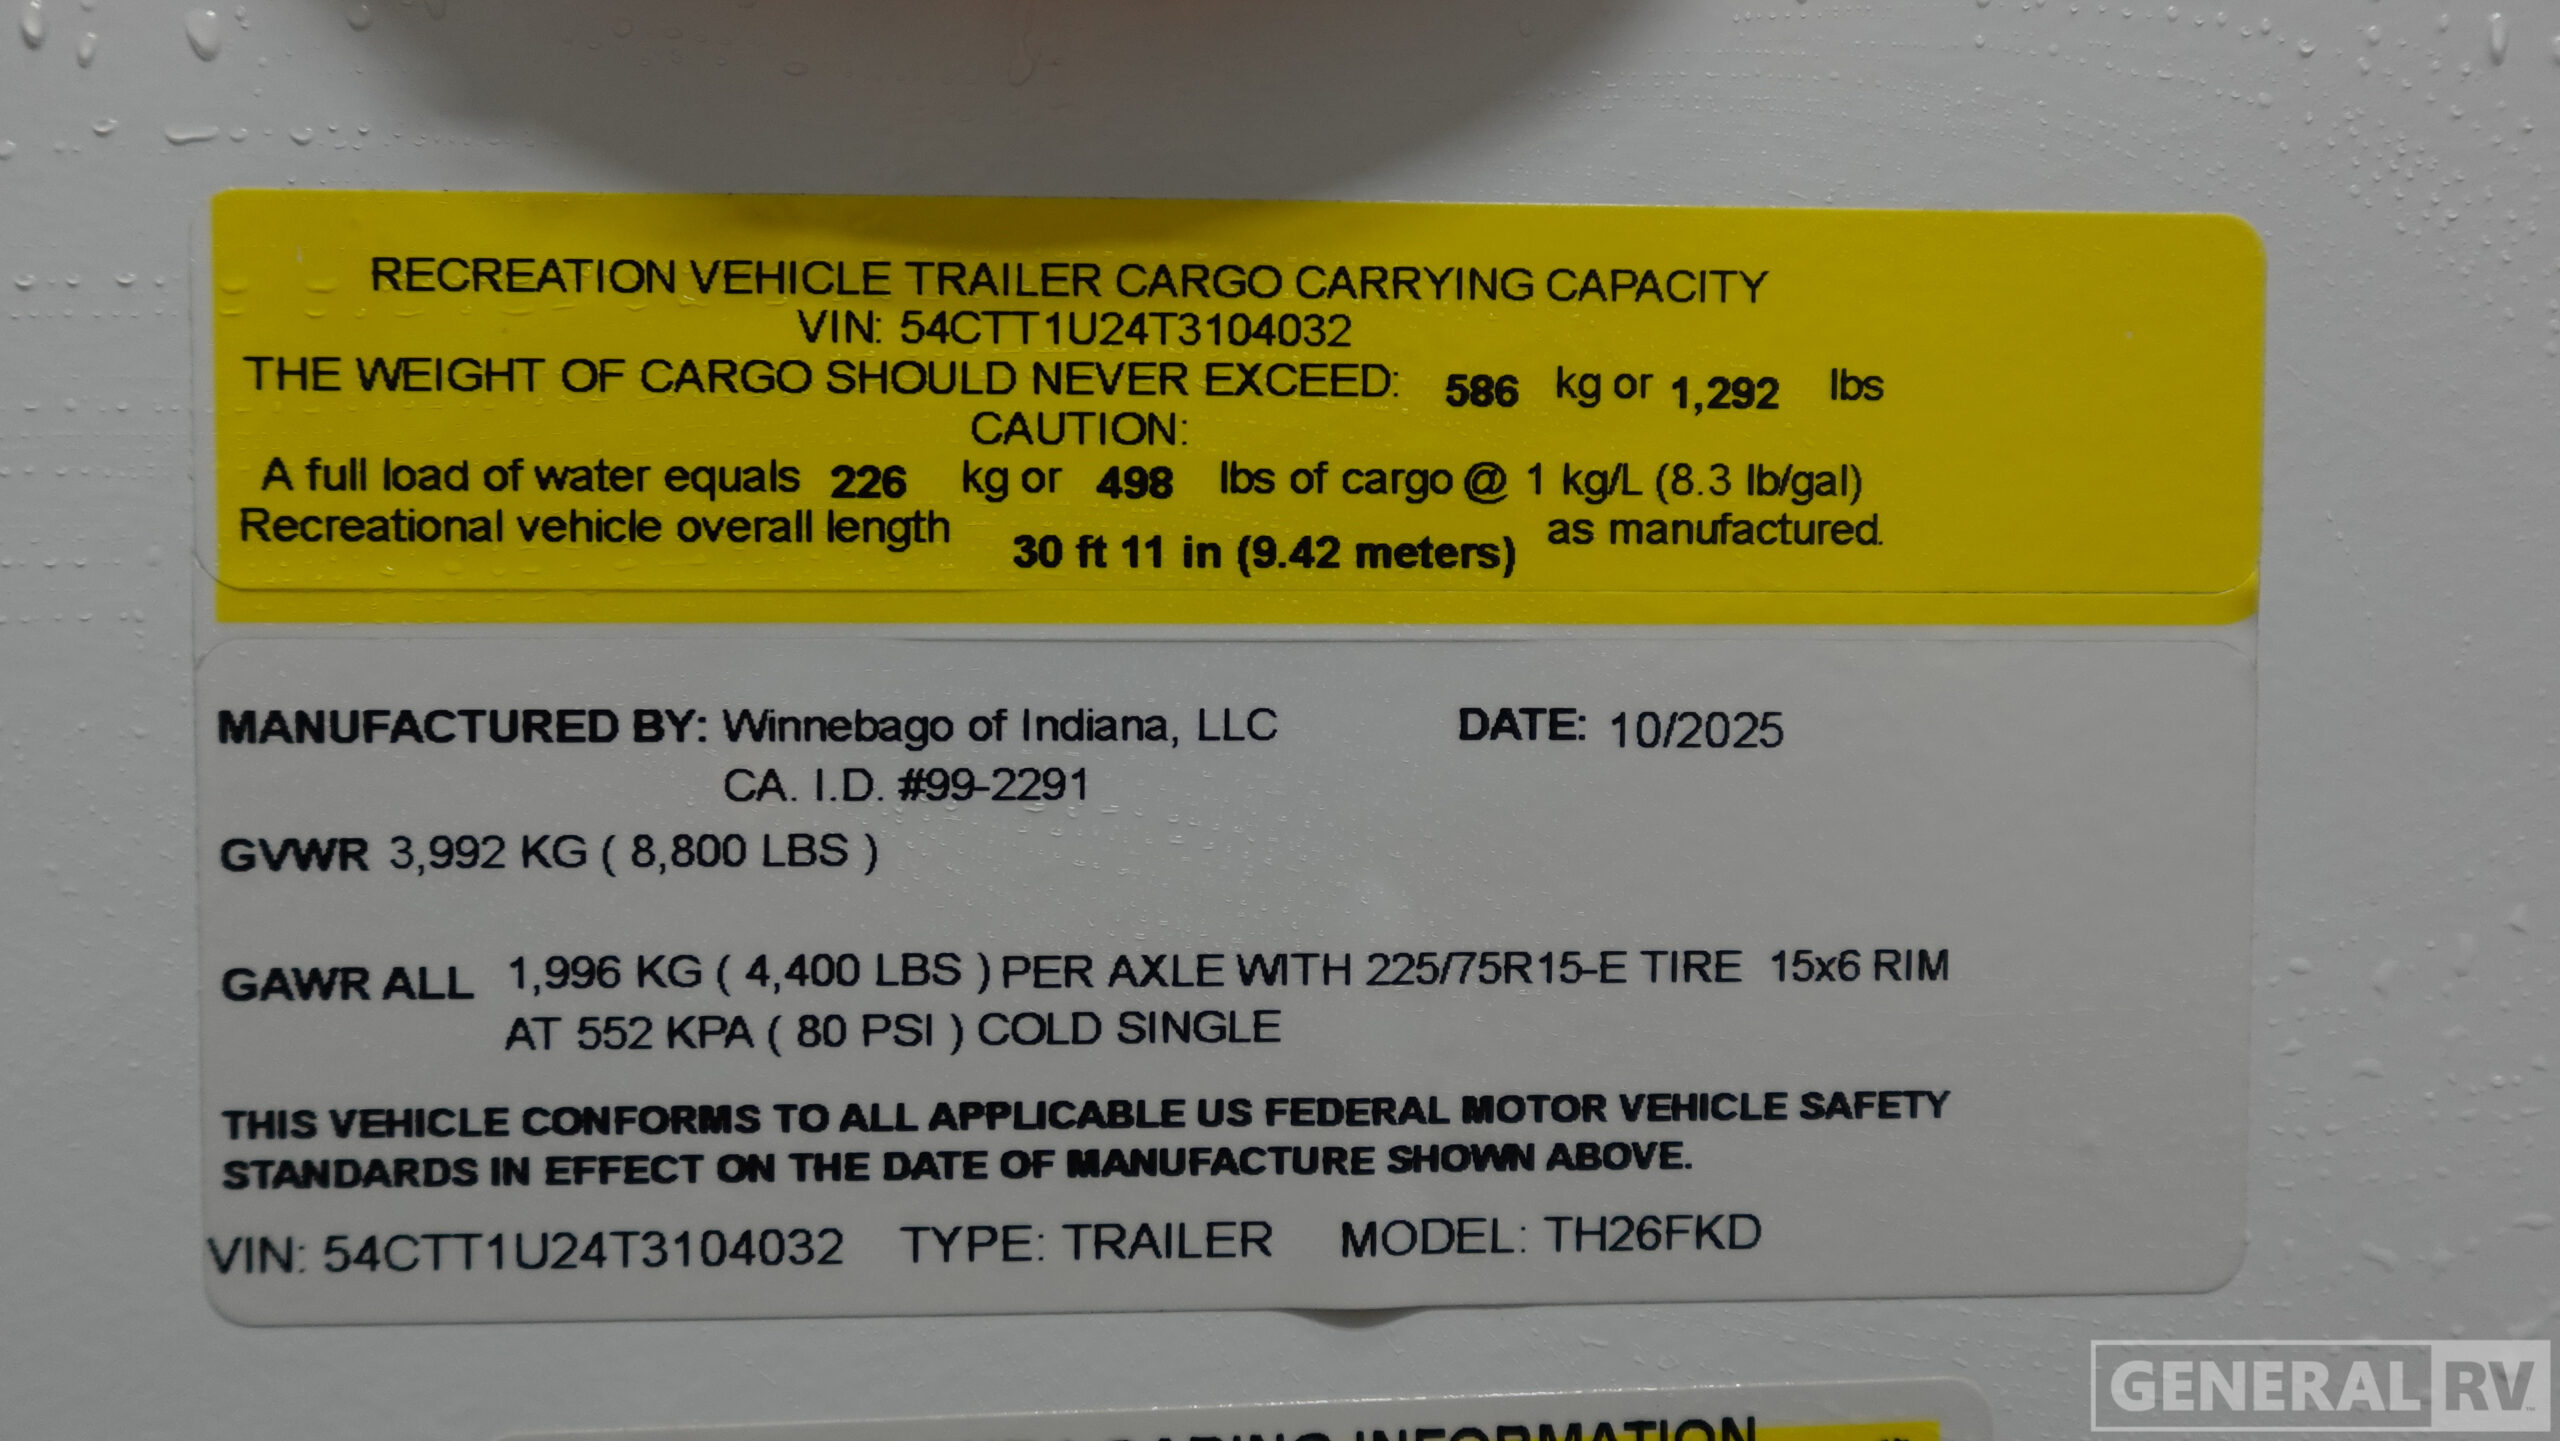 RECREATION VEHICLE TRAILER CARGO CARRYING CAPACITY
VIN: 54CTT1U24T3104032
THE WEIGHT OF CARGO SHOULD NEVER EXCEED: 586 kg or 1,292 lbs
CAUTION:
A full load of water equals 226 kg or 498 lbs of cargo @ 1 kg/L (8.3 lb/gal)
Recreational vehicle overall length 30 ft 11 in (9.42 meters) as manufactured.
MANUFACTURED BY: Winnebago of Indiana, LLC DATE: 10/2025
CA. I.D. #99-2291
GVWR 3,992 KG ( 8,800 LBS )
GAWR ALL 1,996 KG ( 4,400 LBS ) PER AXLE WITH 225/75R15-E TIRE 15x6 RIM
AT 552 KPA ( 80 PSI ) COLD SINGLE
THIS VEHICLE CONFORMS TO ALL APPLICABLE US FEDERAL MOTOR VEHICLE SAFETY
STANDARDS IN EFFECT ON THE DATE OF MANUFACTURE SHOWN ABOVE.
VIN: 54CTT1U24T3104032 TYPE: TRAILER MODEL: TH26FKD
INFORMATION
GENERAL RV